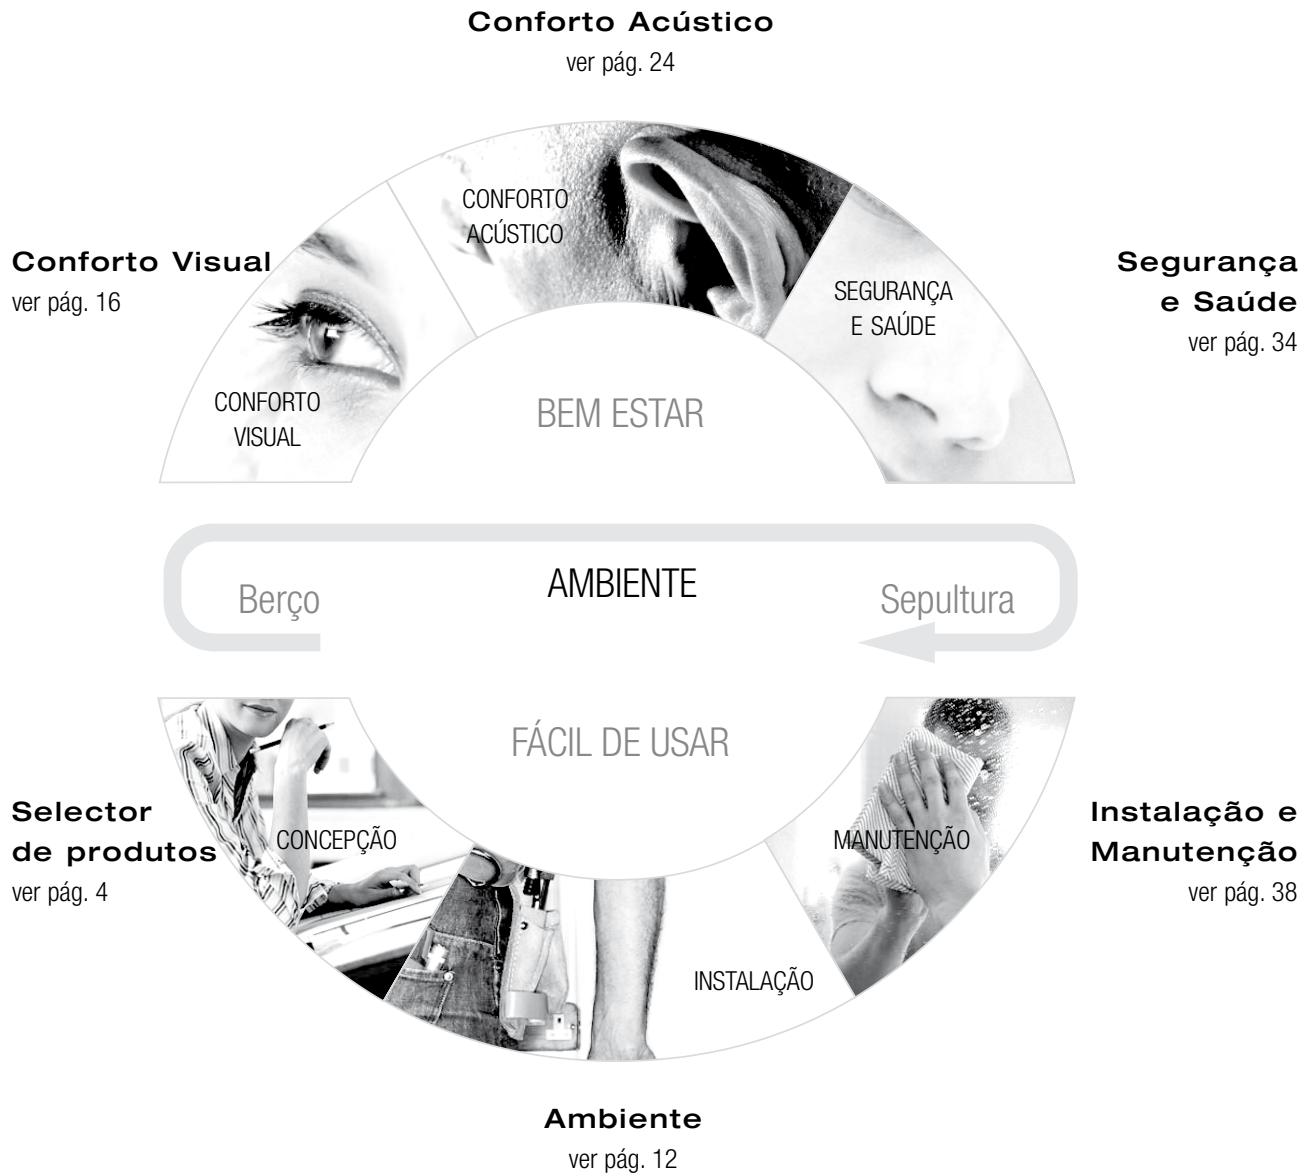 Conforto Acústico
ver pág. 24
CONFORTO
ACÚSTICO
Conforto Visual
ver pág. 16
Segurança
e Saúde
ver pág. 34
SEGURANÇA
E SAÚDE
CONFORTO
VISUAL
BEM ESTAR
Berço
AMBIENTE
Sepultura
FÁCIL DE USAR
Selector
de produtos
ver pág. 4
CONCEPÇÃO
MANUTENÇÃO
Instalação e
Manutenção
ver pág. 38
INSTALAÇÃO
Ambiente
ver pág. 12